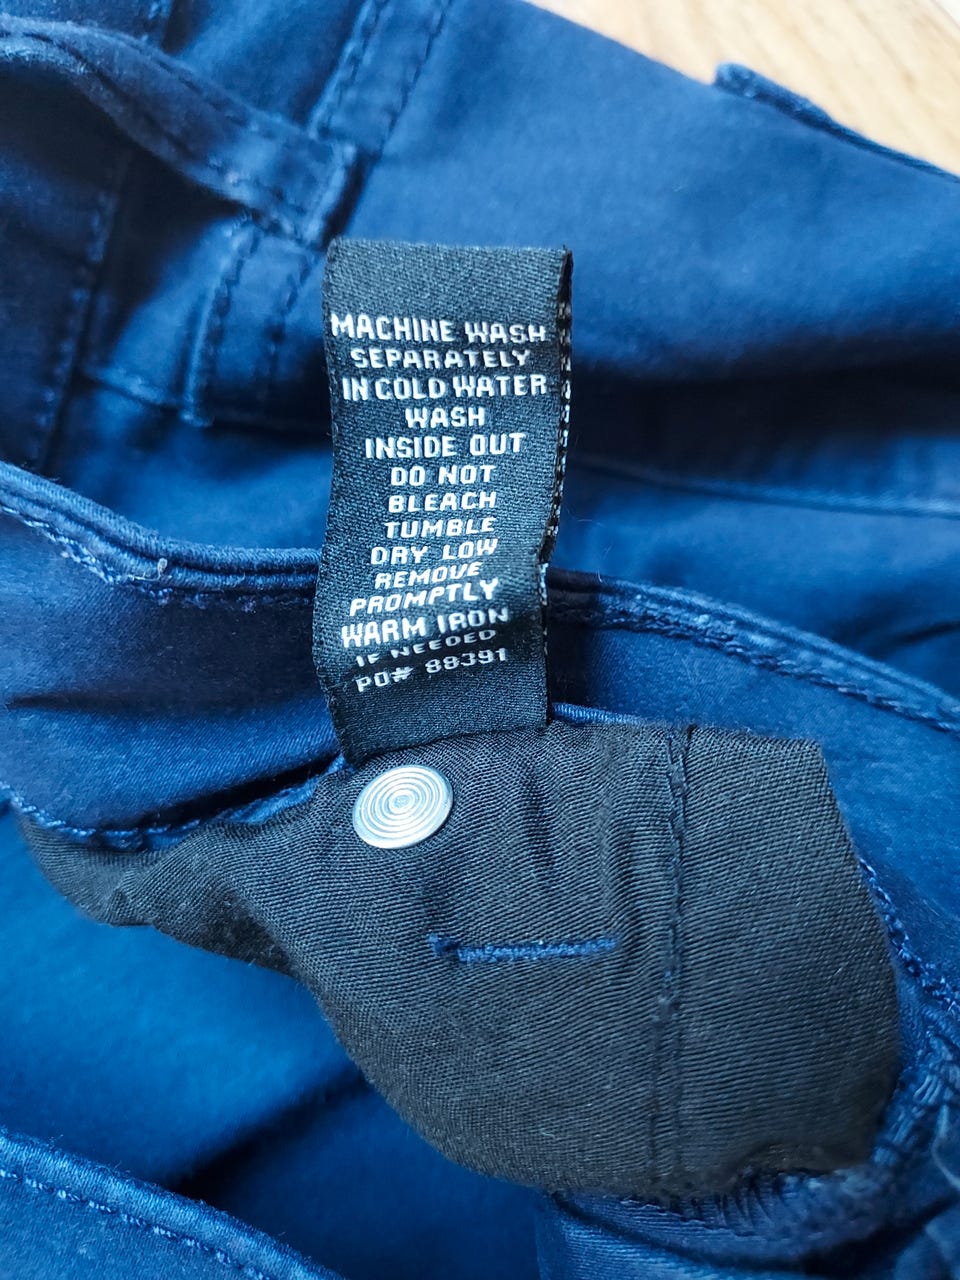 MACHINE WASH
SEPARATELY
IN COLD WATER
WASH
INSIDE OUT
DO NOT
BLEACH
TUMBLE
DRY LOW
REMOVE
PROMPTLY
WARM IRON
IF NEEDED
PO# 88391